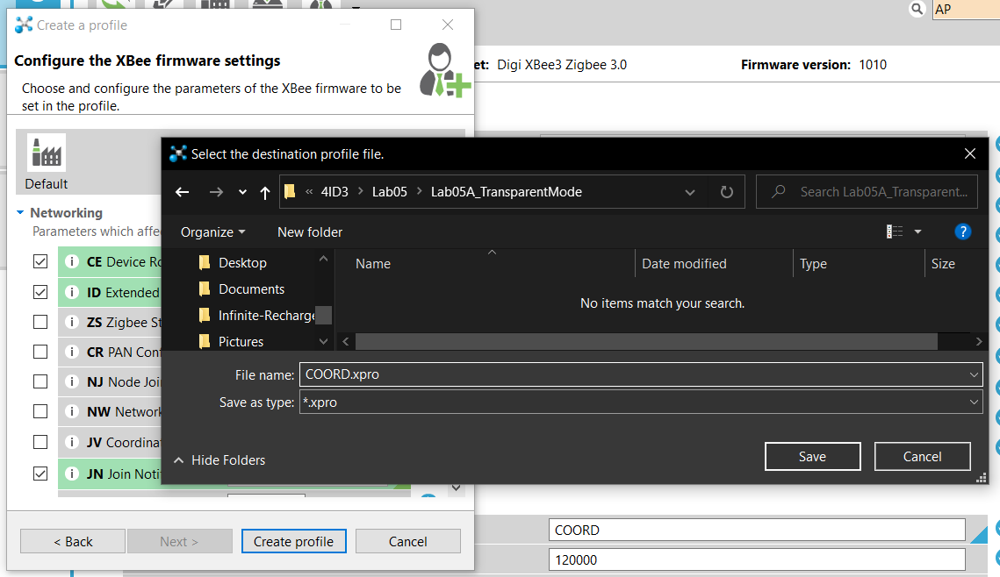 AP
Create a profile
Configure the XBee firmware settings
et: Digi XBee3 Zigbee 3.0
Firmware version: 1010
Choose and configure the parameters of the XBee firmware to be
set in the profile.
Default
Networking
Parameters which affe
CE Device Ro
ID Extended
ZS Zigbee St
CR PAN Conf
NJ Node Joi
NW Network
JV Coordinat
JN Join Noti
< Back
Next >
Create profile
Cancel
Select the destination profile file.
« 4ID3 > Lab05 > Lab05A_TransparentMode
Search Lab05A_Transparent...
Organize
New folder
?
Desktop
Documents
Infinite-Recharge
Pictures
Name
Date modified
Type
Size
No items match your search.
File name: COORD.xpro
Save as type: *.xpro
Hide Folders
Save
Cancel
COORD
120000